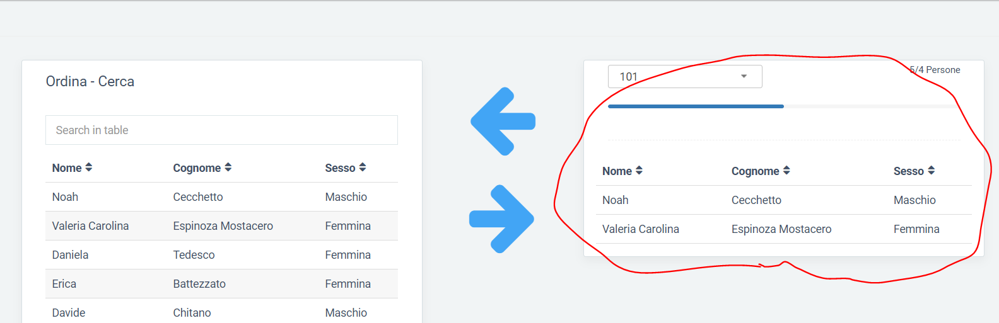 Ordina - Cerca
Search in table
Nome Cognome Sesso
Noah Cecchetto Maschio
Valeria Carolina Espinoza Mostacero Femmina
Daniela Tedesco Femmina
Erica Battezzato Femmina
Davide Chitano Maschio
101
5/4 Persone
Nome Cognome Sesso
Noah Cecchetto Maschio
Valeria Carolina Espinoza Mostacero Femmina